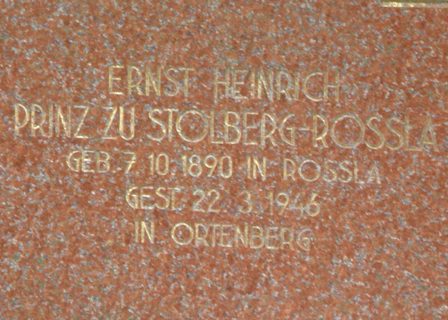 ERNST HEINRICH
PRINZ ZU STOLBERG-ROSSLA
GEB. 7. 10. 1890 IN ROSSLA
GEST. 22. 3. 1946
IN ORTENBERG